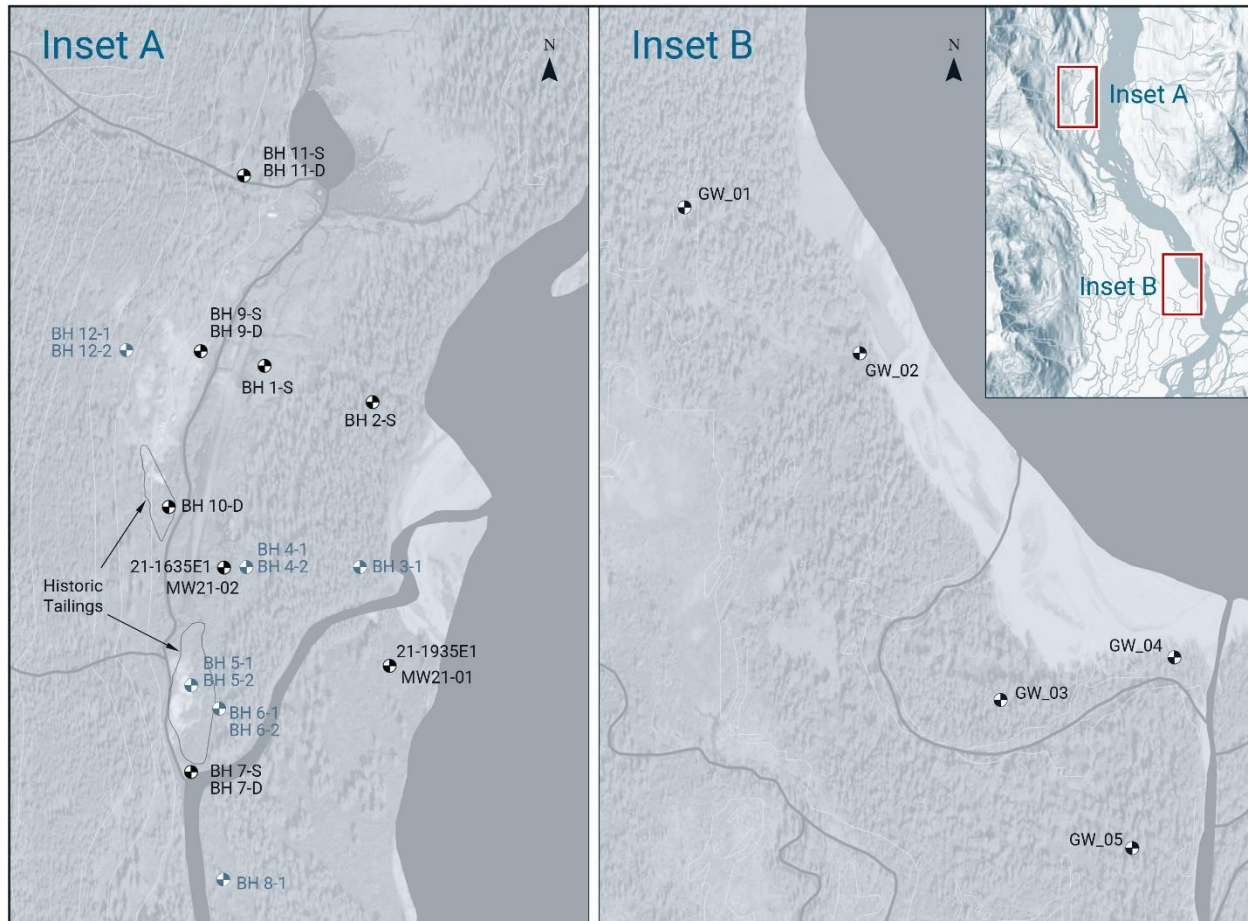 Inset A
N
BH 11-S
BH 11-D
BH 12-1
BH 12-2
BH 9-S
BH 9-D
BH 1-S
BH 2-S
BH 10-D
21-1635E1
MW21-02
BH 4-1
BH 4-2
BH 3-1
Historic
Tailings
BH 5-1
BH 5-2
BH 6-1
BH 6-2
21-1935E1
MW21-01
BH 7-S
BH 7-D
BH 8-1
Inset B
N
GW_01
GW_02
GW_03
GW_04
GW_05
Inset A
Inset B